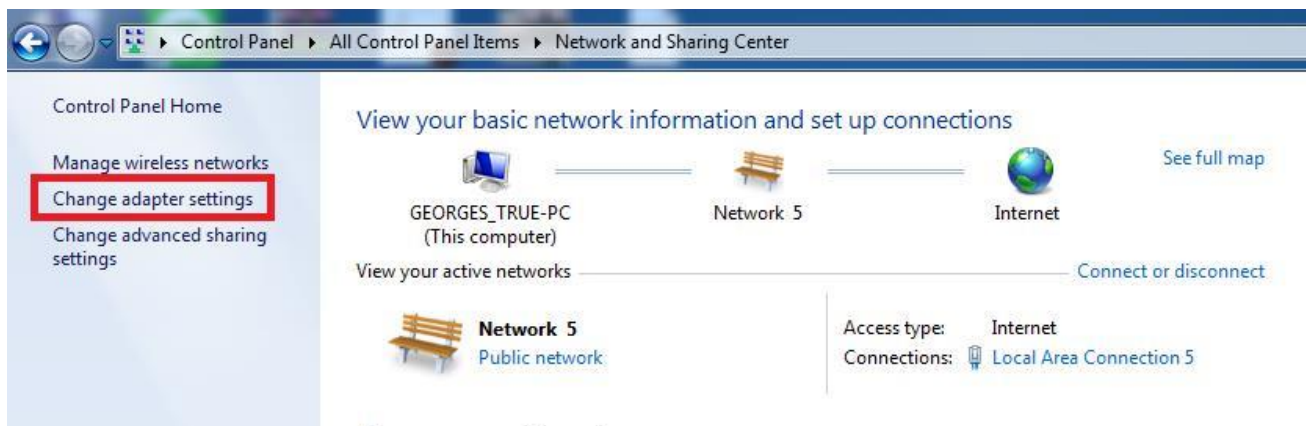 Control Panel ▸ All Control Panel Items ▸ Network and Sharing Center
Control Panel Home
Manage wireless networks
Change adapter settings
Change advanced sharing
settings
View your basic network information and set up connections
See full map
GEORGES_TRUE-PC
(This computer)
Network 5
Internet
View your active networks
Connect or disconnect
Network 5
Public network
Access type: Internet
Connections: Local Area Connection 5